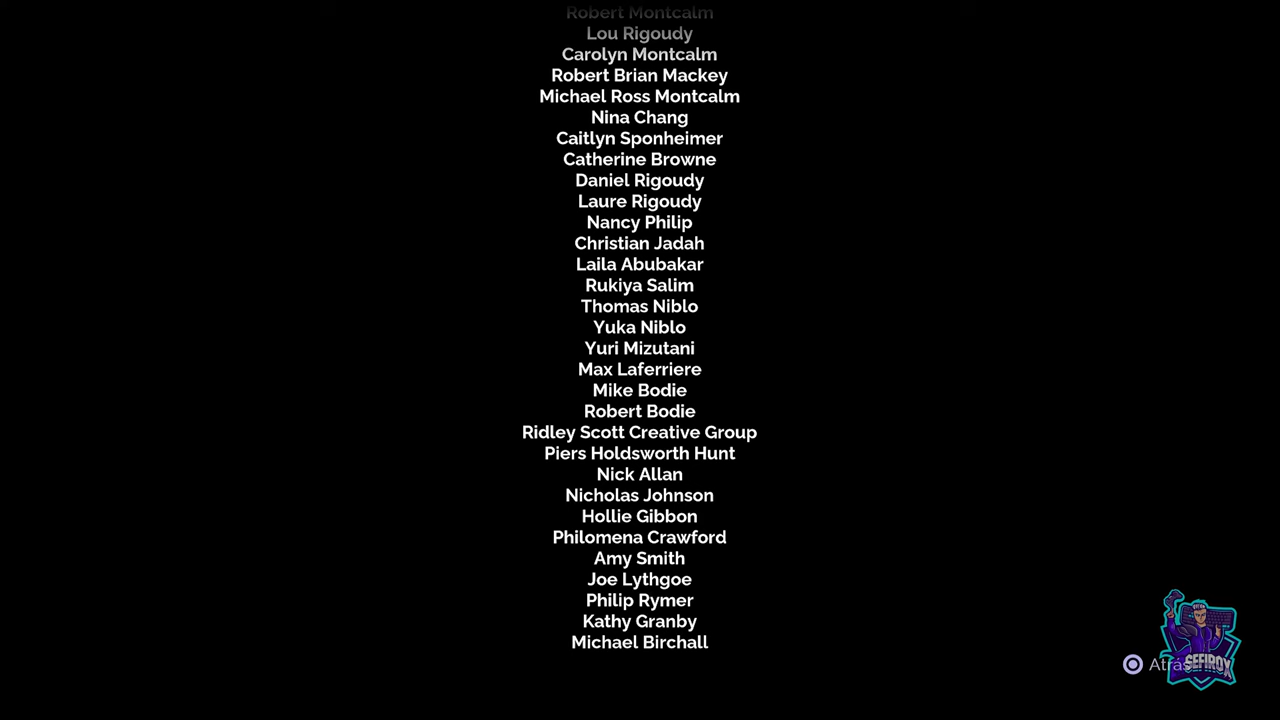 Robert Montcalm
Lou Rigoudy
Carolyn Montcalm
Robert Brian Mackey
Michael Ross Montcalm
Nina Chang
Caitlyn Sponheimer
Catherine Browne
Daniel Rigoudy
Laure Rigoudy
Nancy Philip
Christian Jadah
Laila Abubakar
Rukiya Salim
Thomas Niblo
Yuka Niblo
Yuri Mizutani
Max Laferriere
Mike Bodie
Robert Bodie
Ridley Scott Creative Group
Piers Holdsworth Hunt
Nick Allan
Nicholas Johnson
Hollie Gibbon
Philomena Crawford
Amy Smith
Joe Lythgoe
Philip Rymer
Kathy Granby
Michael Birchall
Atrás
SEFIROX